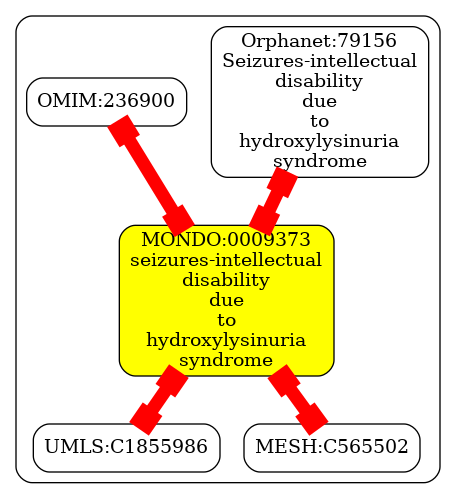 Orphanet:79156
Seizures-intellectual
disability
due
to
hydroxylysinuria
syndrome
OMIM:236900
MONDO:0009373
seizures-intellectual
disability
due
to
hydroxylysinuria
syndrome
UMLS:C1855986
MESH:C565502